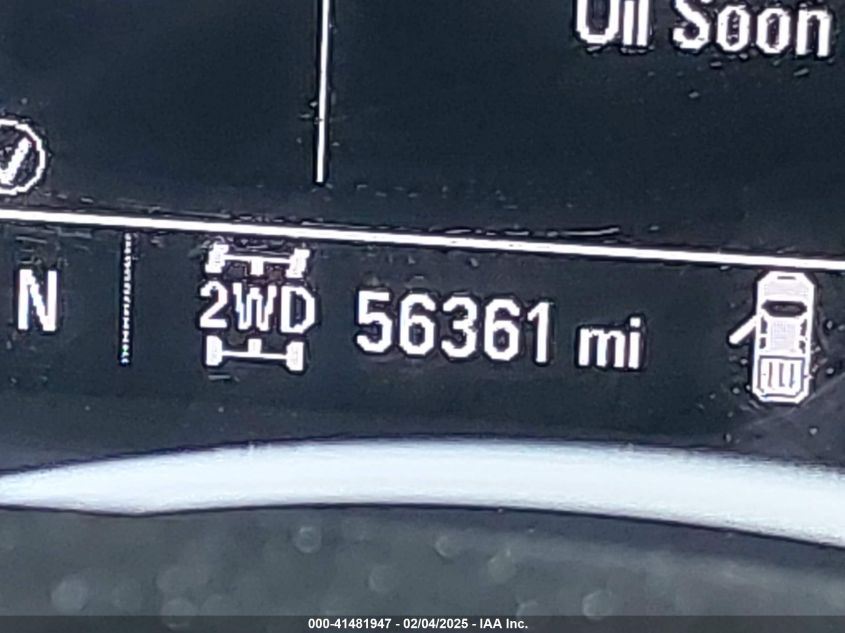 Oil Soon
N
2WD
56361 mi
000-41481947 - 02/04/2025 - IAA Inc.